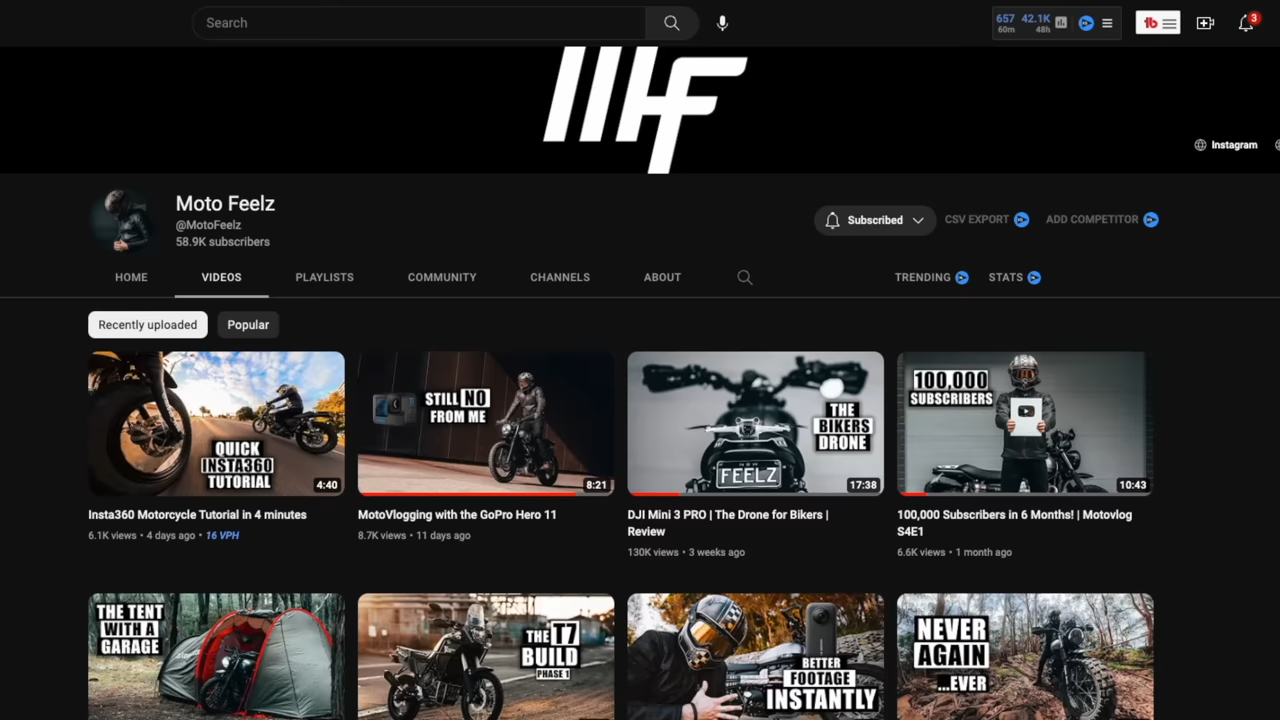 Search
657 42.1K
60m 48h
3
Instagram
Moto Feelz
@MotoFeelz
58.9K subscribers
Subscribed
CSV EXPORT
ADD COMPETITOR
HOME
VIDEOS
PLAYLISTS
COMMUNITY
CHANNELS
ABOUT
TRENDING
STATS
Recently uploaded
Popular
QUICK
INSTA360
TUTORIAL
4:40
STILL NO
FROM ME
8:21
THE
BIKERS
DRONE
FEELZ
17:38
100,000
SUBSCRIBERS
10:43
Insta360 Motorcycle Tutorial in 4 minutes
6.1K views • 4 days ago • 16 VPH
MotoVlogging with the GoPro Hero 11
8.7K views • 11 days ago
DJI Mini 3 PRO | The Drone for Bikers |
Review
130K views • 3 weeks ago
100,000 Subscribers in 6 Months! | Motovlog
S4E1
6.6K views • 1 month ago
THE TENT
WITH A
GARAGE
THE T7
BUILD
PHASE 1
BETTER
FOOTAGE
INSTANTLY
NEVER
AGAIN
...EVER